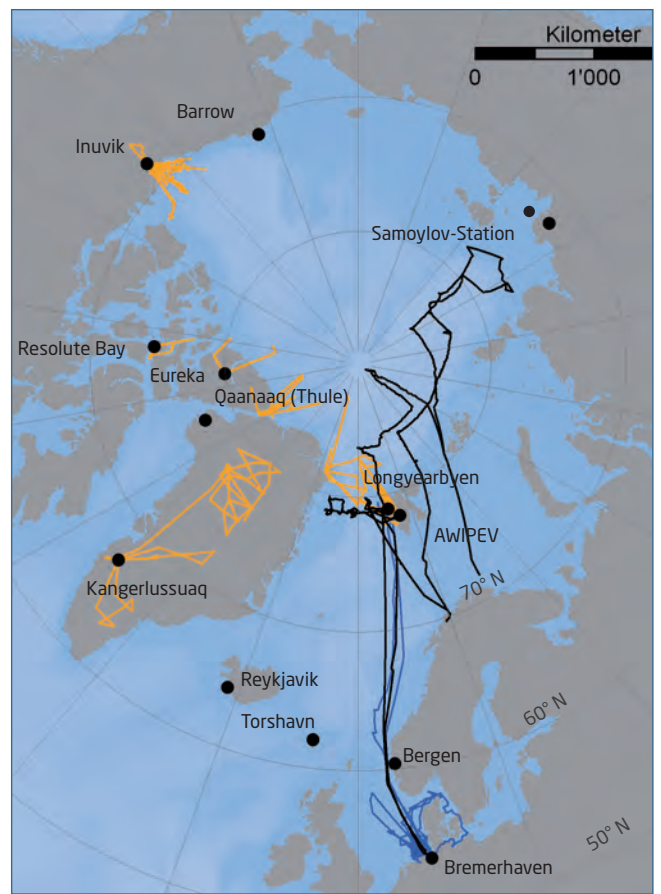 Kilometer
0 1'000
Barrow
Inuvik
Samoylov-Station
Resolute Bay
Eureka
Qaanaaq (Thule)
Longyearbyen
AWIPEV
Kangerlussuaq
70° N
Reykjavik
60° N
Torshavn
Bergen
50° N
Bremerhaven